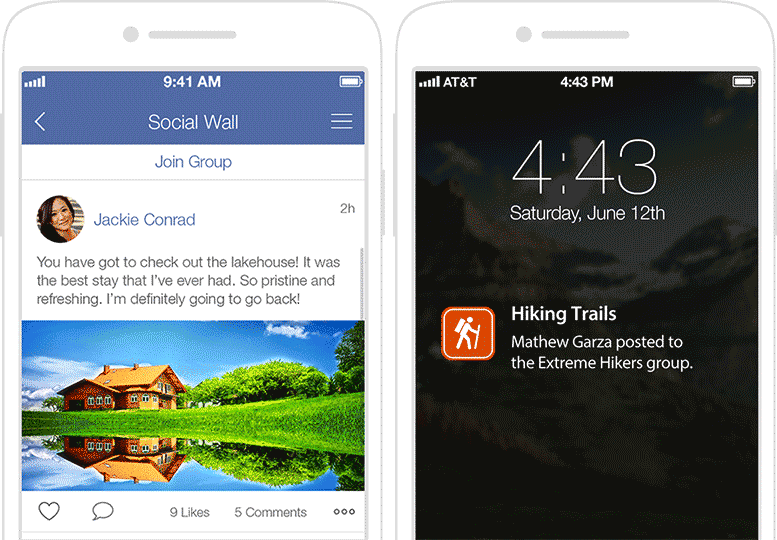 9:41 AM
Social Wall
Join Group
Jackie Conrad
2h
You have got to check out the lakehouse! It was
the best stay that I've ever had. So pristine and
refreshing. I'm definitely going to go back!
9 Likes
5 Comments
AT&T
4:43 PM
4:43
Saturday, June 12th
Hiking Trails
Mathew Garza posted to
the Extreme Hikers group.